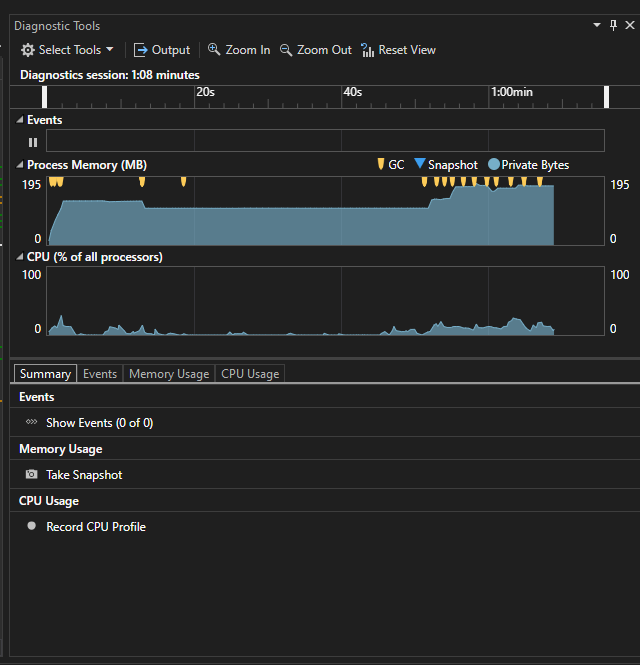 Diagnostic Tools
Select Tools Output Zoom In Zoom Out Reset View
Diagnostics session: 1:08 minutes
20s 40s 1:00min
Events
Process Memory (MB) GC Snapshot Private Bytes
195 195
0 0
CPU (% of all processors)
100 100
0 0
Summary Events Memory Usage CPU Usage
Events
Show Events (0 of 0)
Memory Usage
Take Snapshot
CPU Usage
Record CPU Profile